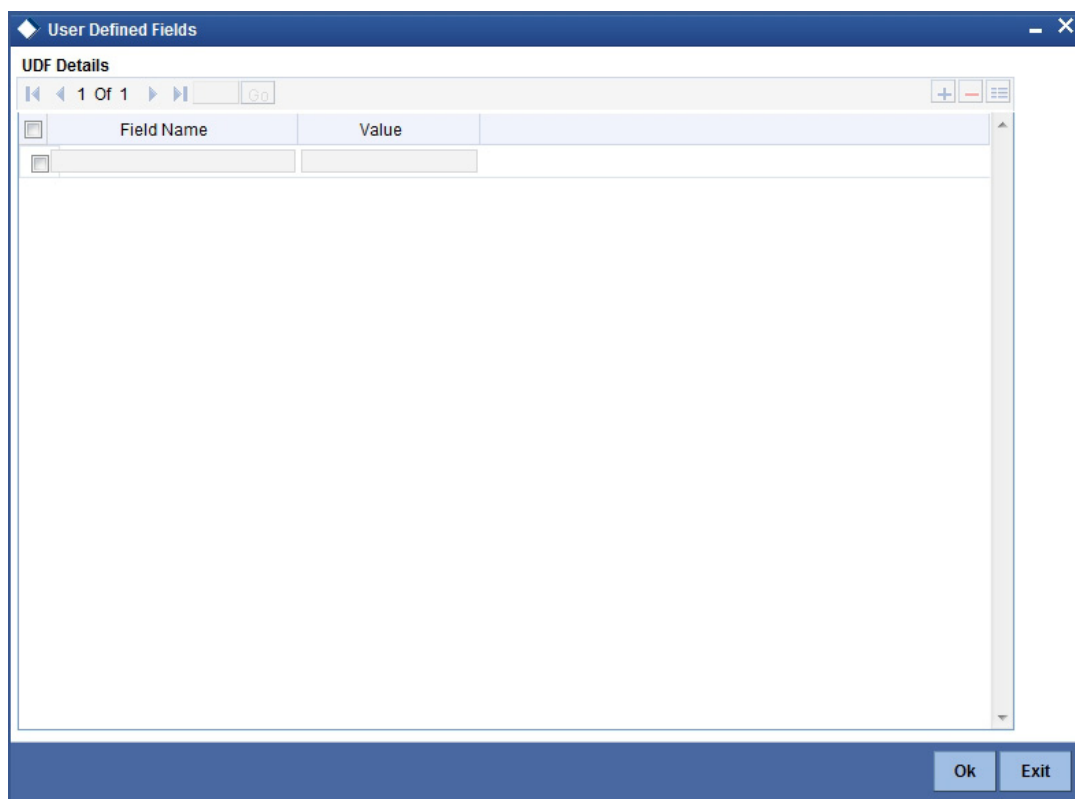 User Defined Fields
UDF Details
1 Of 1 Go
Field Name Value
Ok Exit